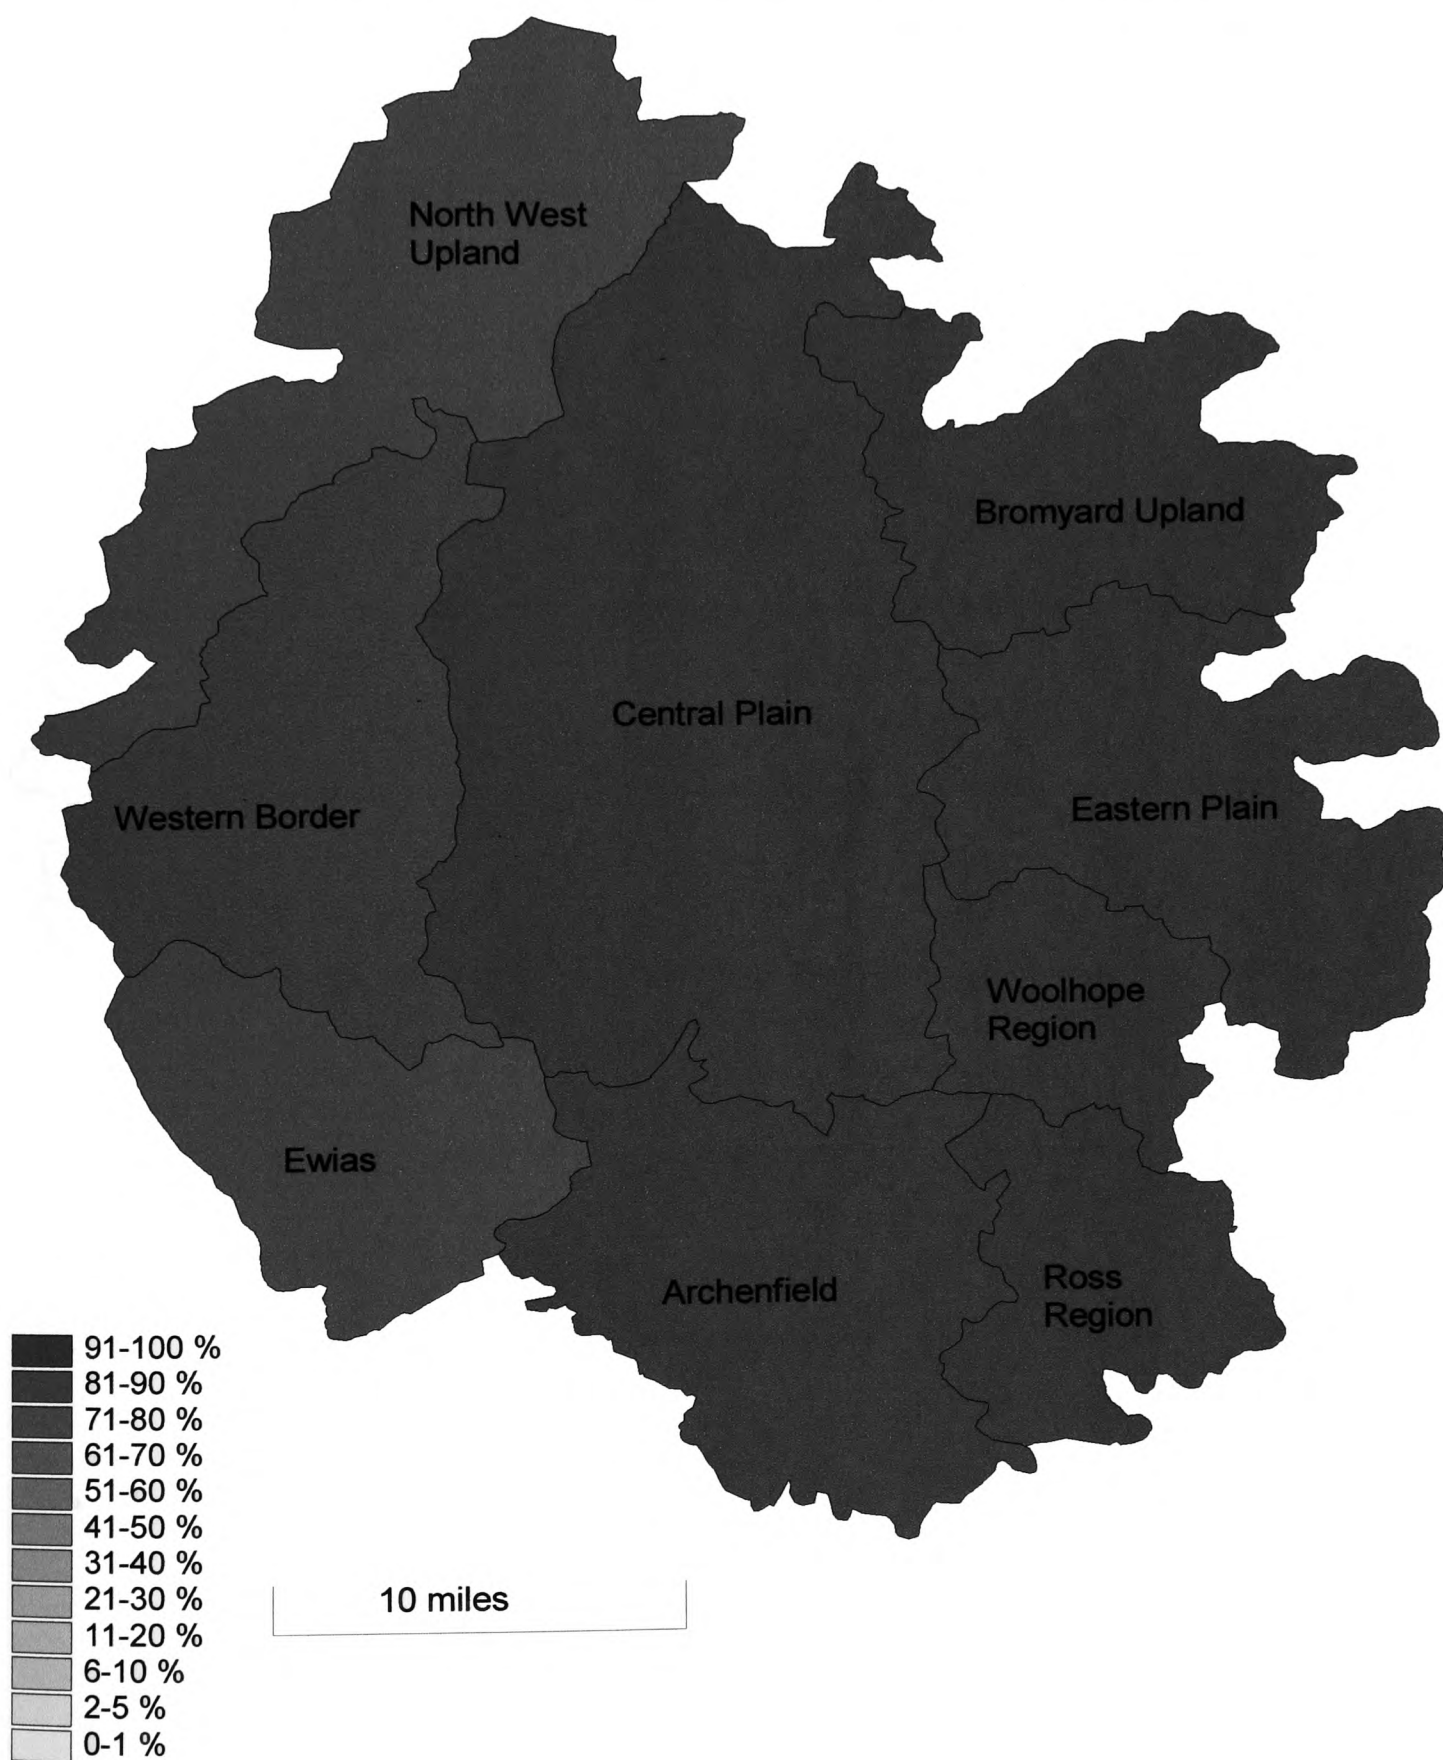 North West
Upland
Bromyard Upland
Central Plain
Western Border
Eastern Plain
Woolhope
Region
Ewias
Archenfield
Ross
Region
91-100 %
81-90 %
71-80 %
61-70 %
51-60 %
41-50 %
31-40 %
21-30 %
11-20 %
6-10 %
2-5 %
0-1 %
10 miles